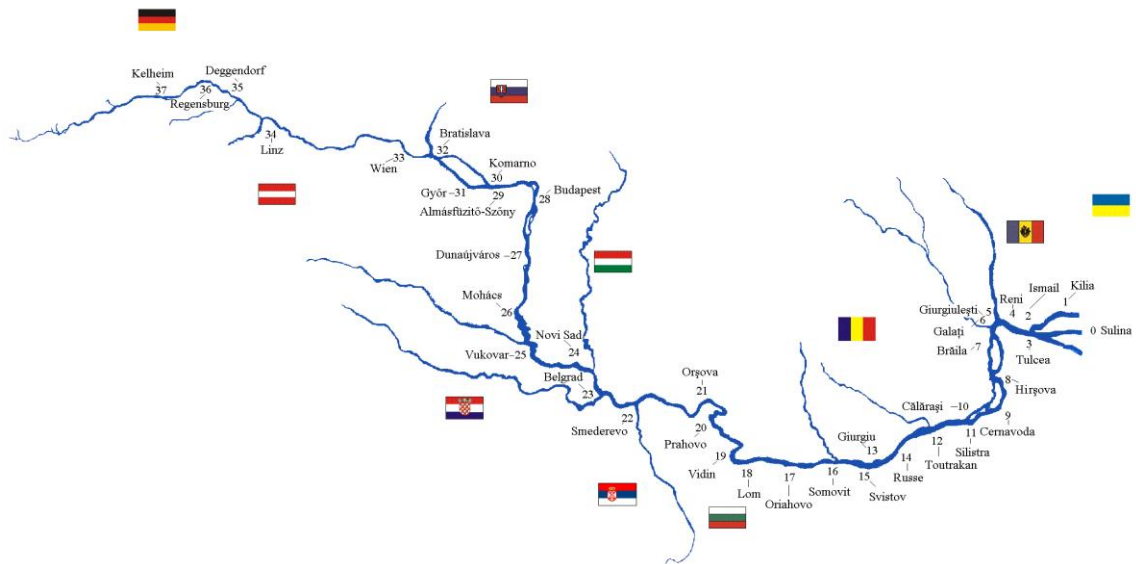 Kelheim
37
Deggendorf
36 35
Regensburg
34
Linz
Wien
33
Bratislava
32
Komarno
30
Győr – 31
29
Almásfüzitő-Szőny
28
Budapest
Dunaújváros – 27
Mohács
26
Vukovar – 25
Novi Sad
24
Belgrad
23
Smederevo
22
Orşova
21
20
Prahovo
19
Vidin
18
Lom
17
Oriahovo
16
Somovit
15
Svistov
Giurgiu
13
14
Russe
12
Toutrakan
11
Silistra
Călăraşi – 10
9
Cernavoda
8
Hirşova
Brăila - 7
Galaţi
6
Giurgiuleşti
5
Reni
4
Ismail
2
Kilia
1
0 Sulina
3
Tulcea